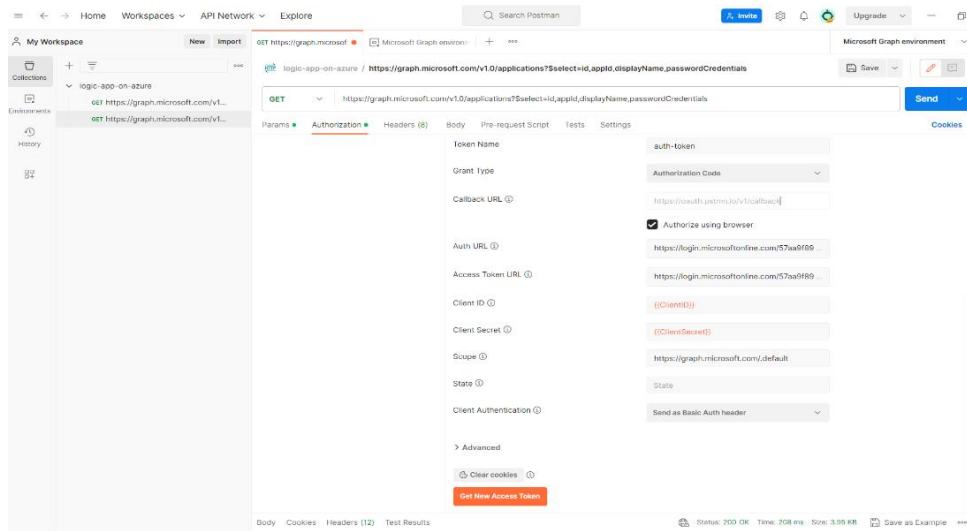 Home Workspaces API Network Explore Search Postman Invite Upgrade
My Workspace New Import GET https://graph.microsof Microsoft Graph environ Microsoft Graph environment
Collections
Environments
History
logic-app-on-azure
GET https://graph.microsoft.com/v1...
GET https://graph.microsoft.com/v1...
logic-app-on-azure / https://graph.microsoft.com/v1.0/applications?$select=id,appId,displayName,passwordCredentials Save
GET https://graph.microsoft.com/v1.0/applications?$select=id,appId,displayName,passwordCredentials Send
Params Authorization Headers (8) Body Pre-request Script Tests Settings Cookies
Token Name auth-token
Grant Type Authorization Code
Callback URL https://oauth.pstmn.io/v1/callback
Authorize using browser
Auth URL https://login.microsoftonline.com/57aa9f89 ...
Access Token URL https://login.microsoftonline.com/57aa9f89 ...
Client ID {{ClientID}}
Client Secret {{ClientSecret}}
Scope https://graph.microsoft.com/.default
State State
Client Authentication Send as Basic Auth header
> Advanced
Clear cookies
Get New Access Token
Body Cookies Headers (12) Test Results Status: 200 OK Time: 208 ms Size: 3.95 KB Save as Example